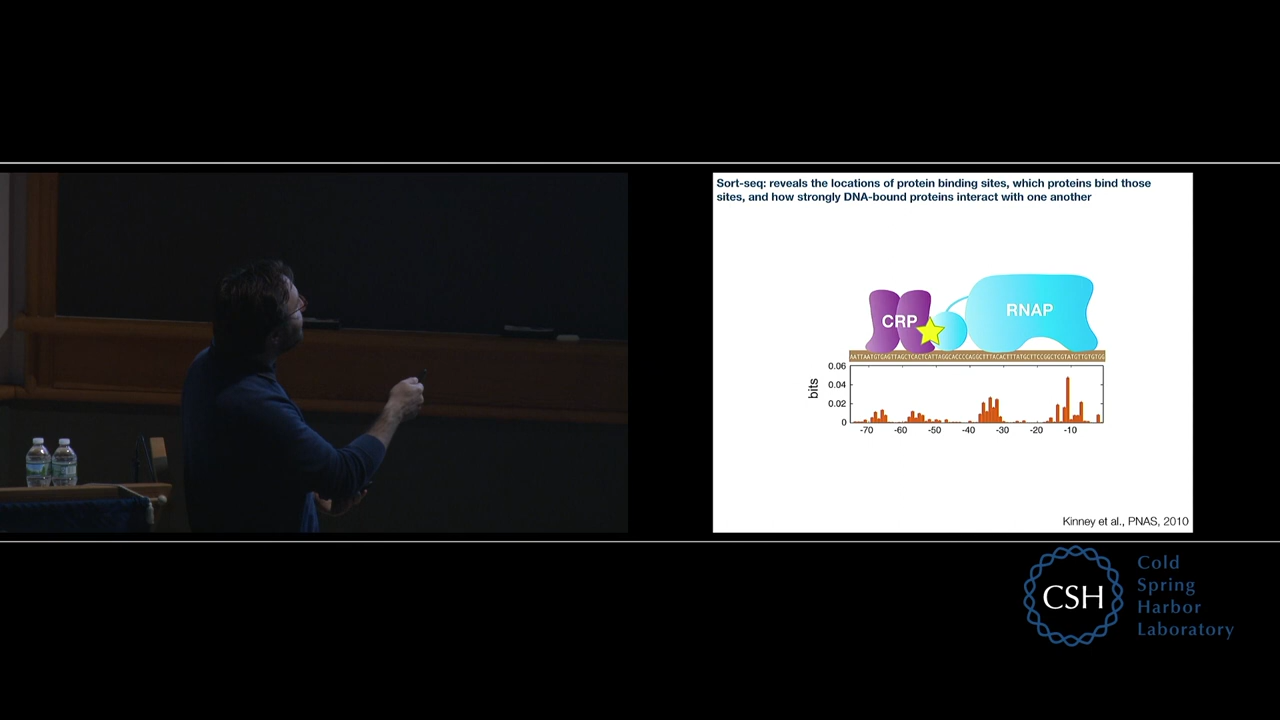 Sort-seq: reveals the locations of protein binding sites, which proteins bind those
sites, and how strongly DNA-bound proteins interact with one another
CRP
RNAP
0.06
0.04
0.02
0
bits
-70 -60 -50 -40 -30 -20 -10
Kinney et al., PNAS, 2010
CSH
Cold
Spring
Harbor
Laboratory